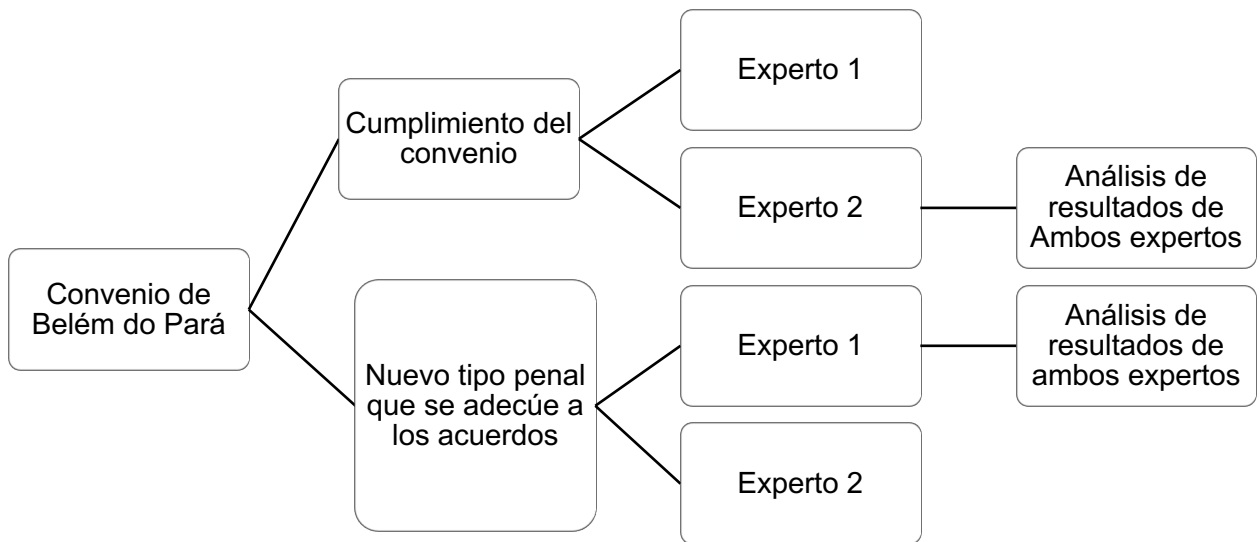 Convenio de
Belém do Pará
Cumplimiento del
convenio
Experto 1
Experto 2
Análisis de
resultados de
Ambos expertos
Nuevo tipo penal
que se adecúe a
los acuerdos
Experto 1
Análisis de
resultados de
ambos expertos
Experto 2